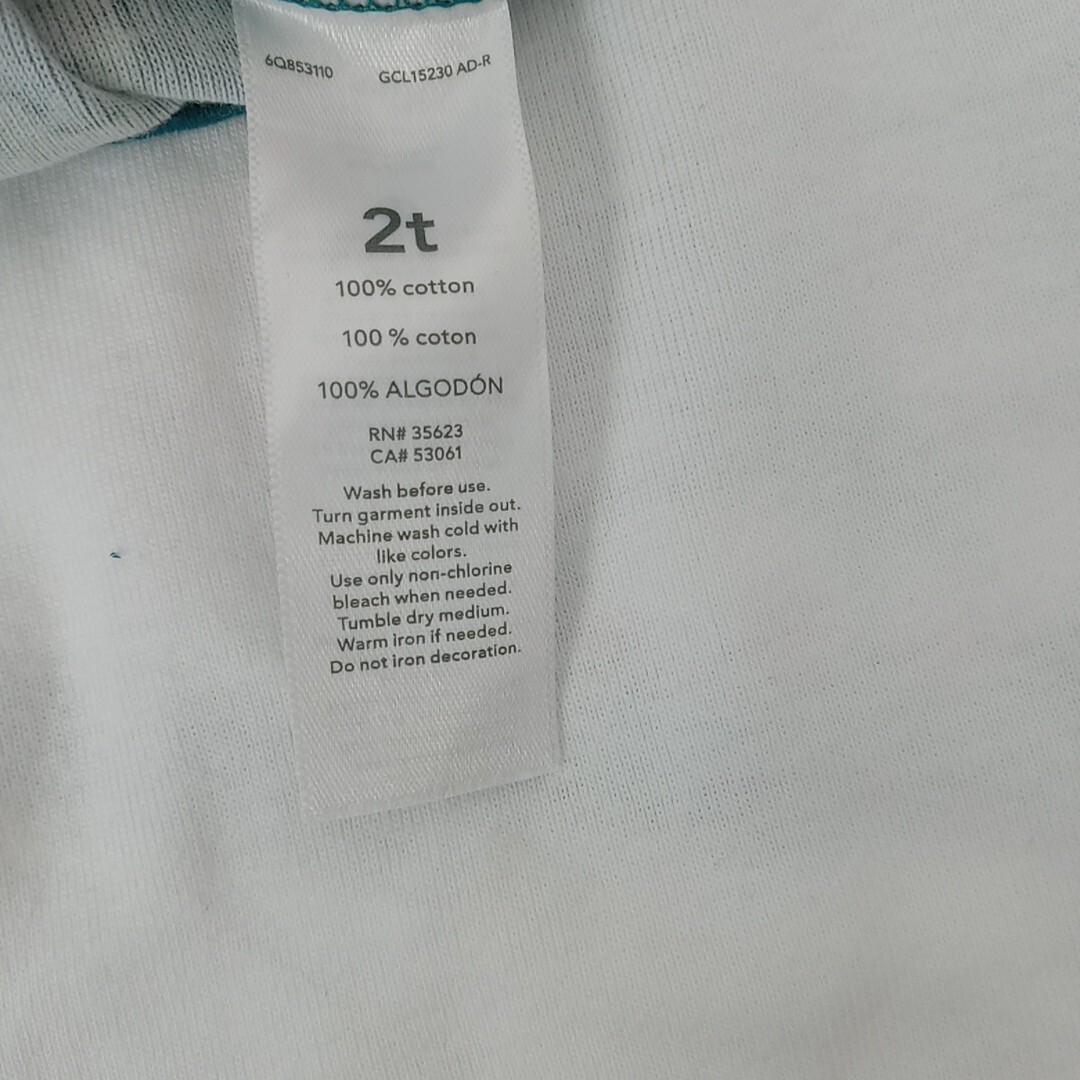 6Q853110 GCL15230 AD-R
2t
100% cotton
100 % coton
100% ALGODÓN
RN# 35623
CA# 53061
Wash before use.
Turn garment inside out.
Machine wash cold with
like colors.
Use only non-chlorine
bleach when needed.
Tumble dry medium.
Warm iron if needed.
Do not iron decoration.